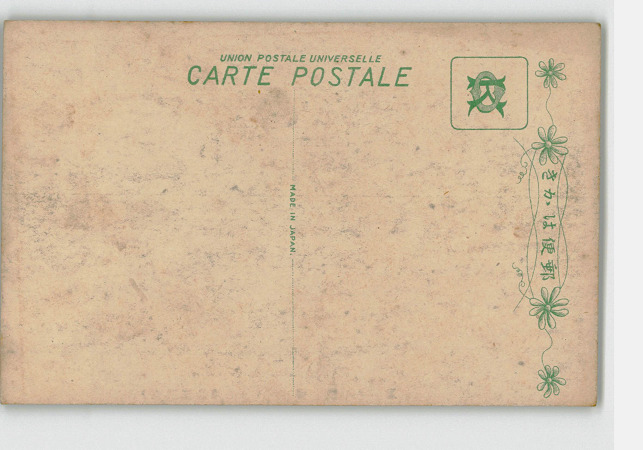 UNION POSTALE UNIVERSELLE
CARTE POSTALE
MADE IN JAPAN.
きかは便郵